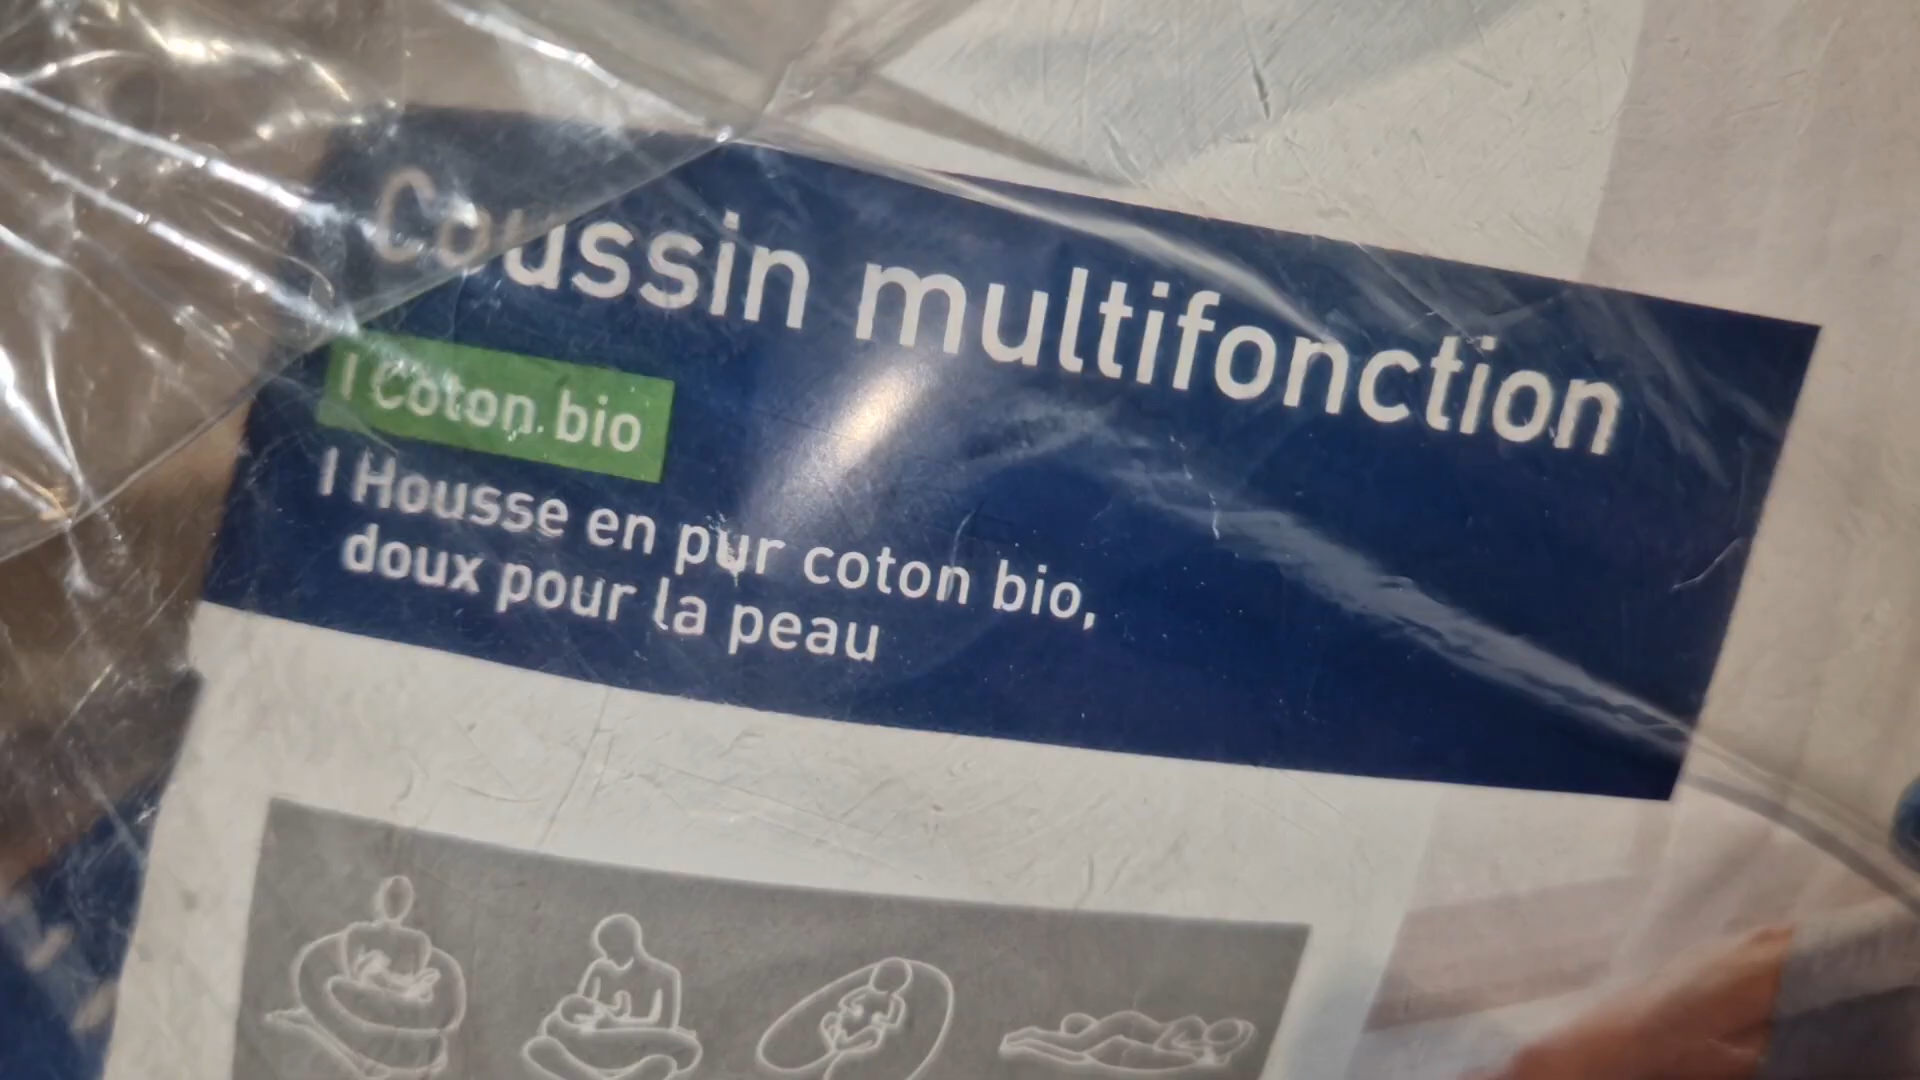 Coussin multifonction
| Coton bio
| Housse en pur coton bio,
doux pour la peau